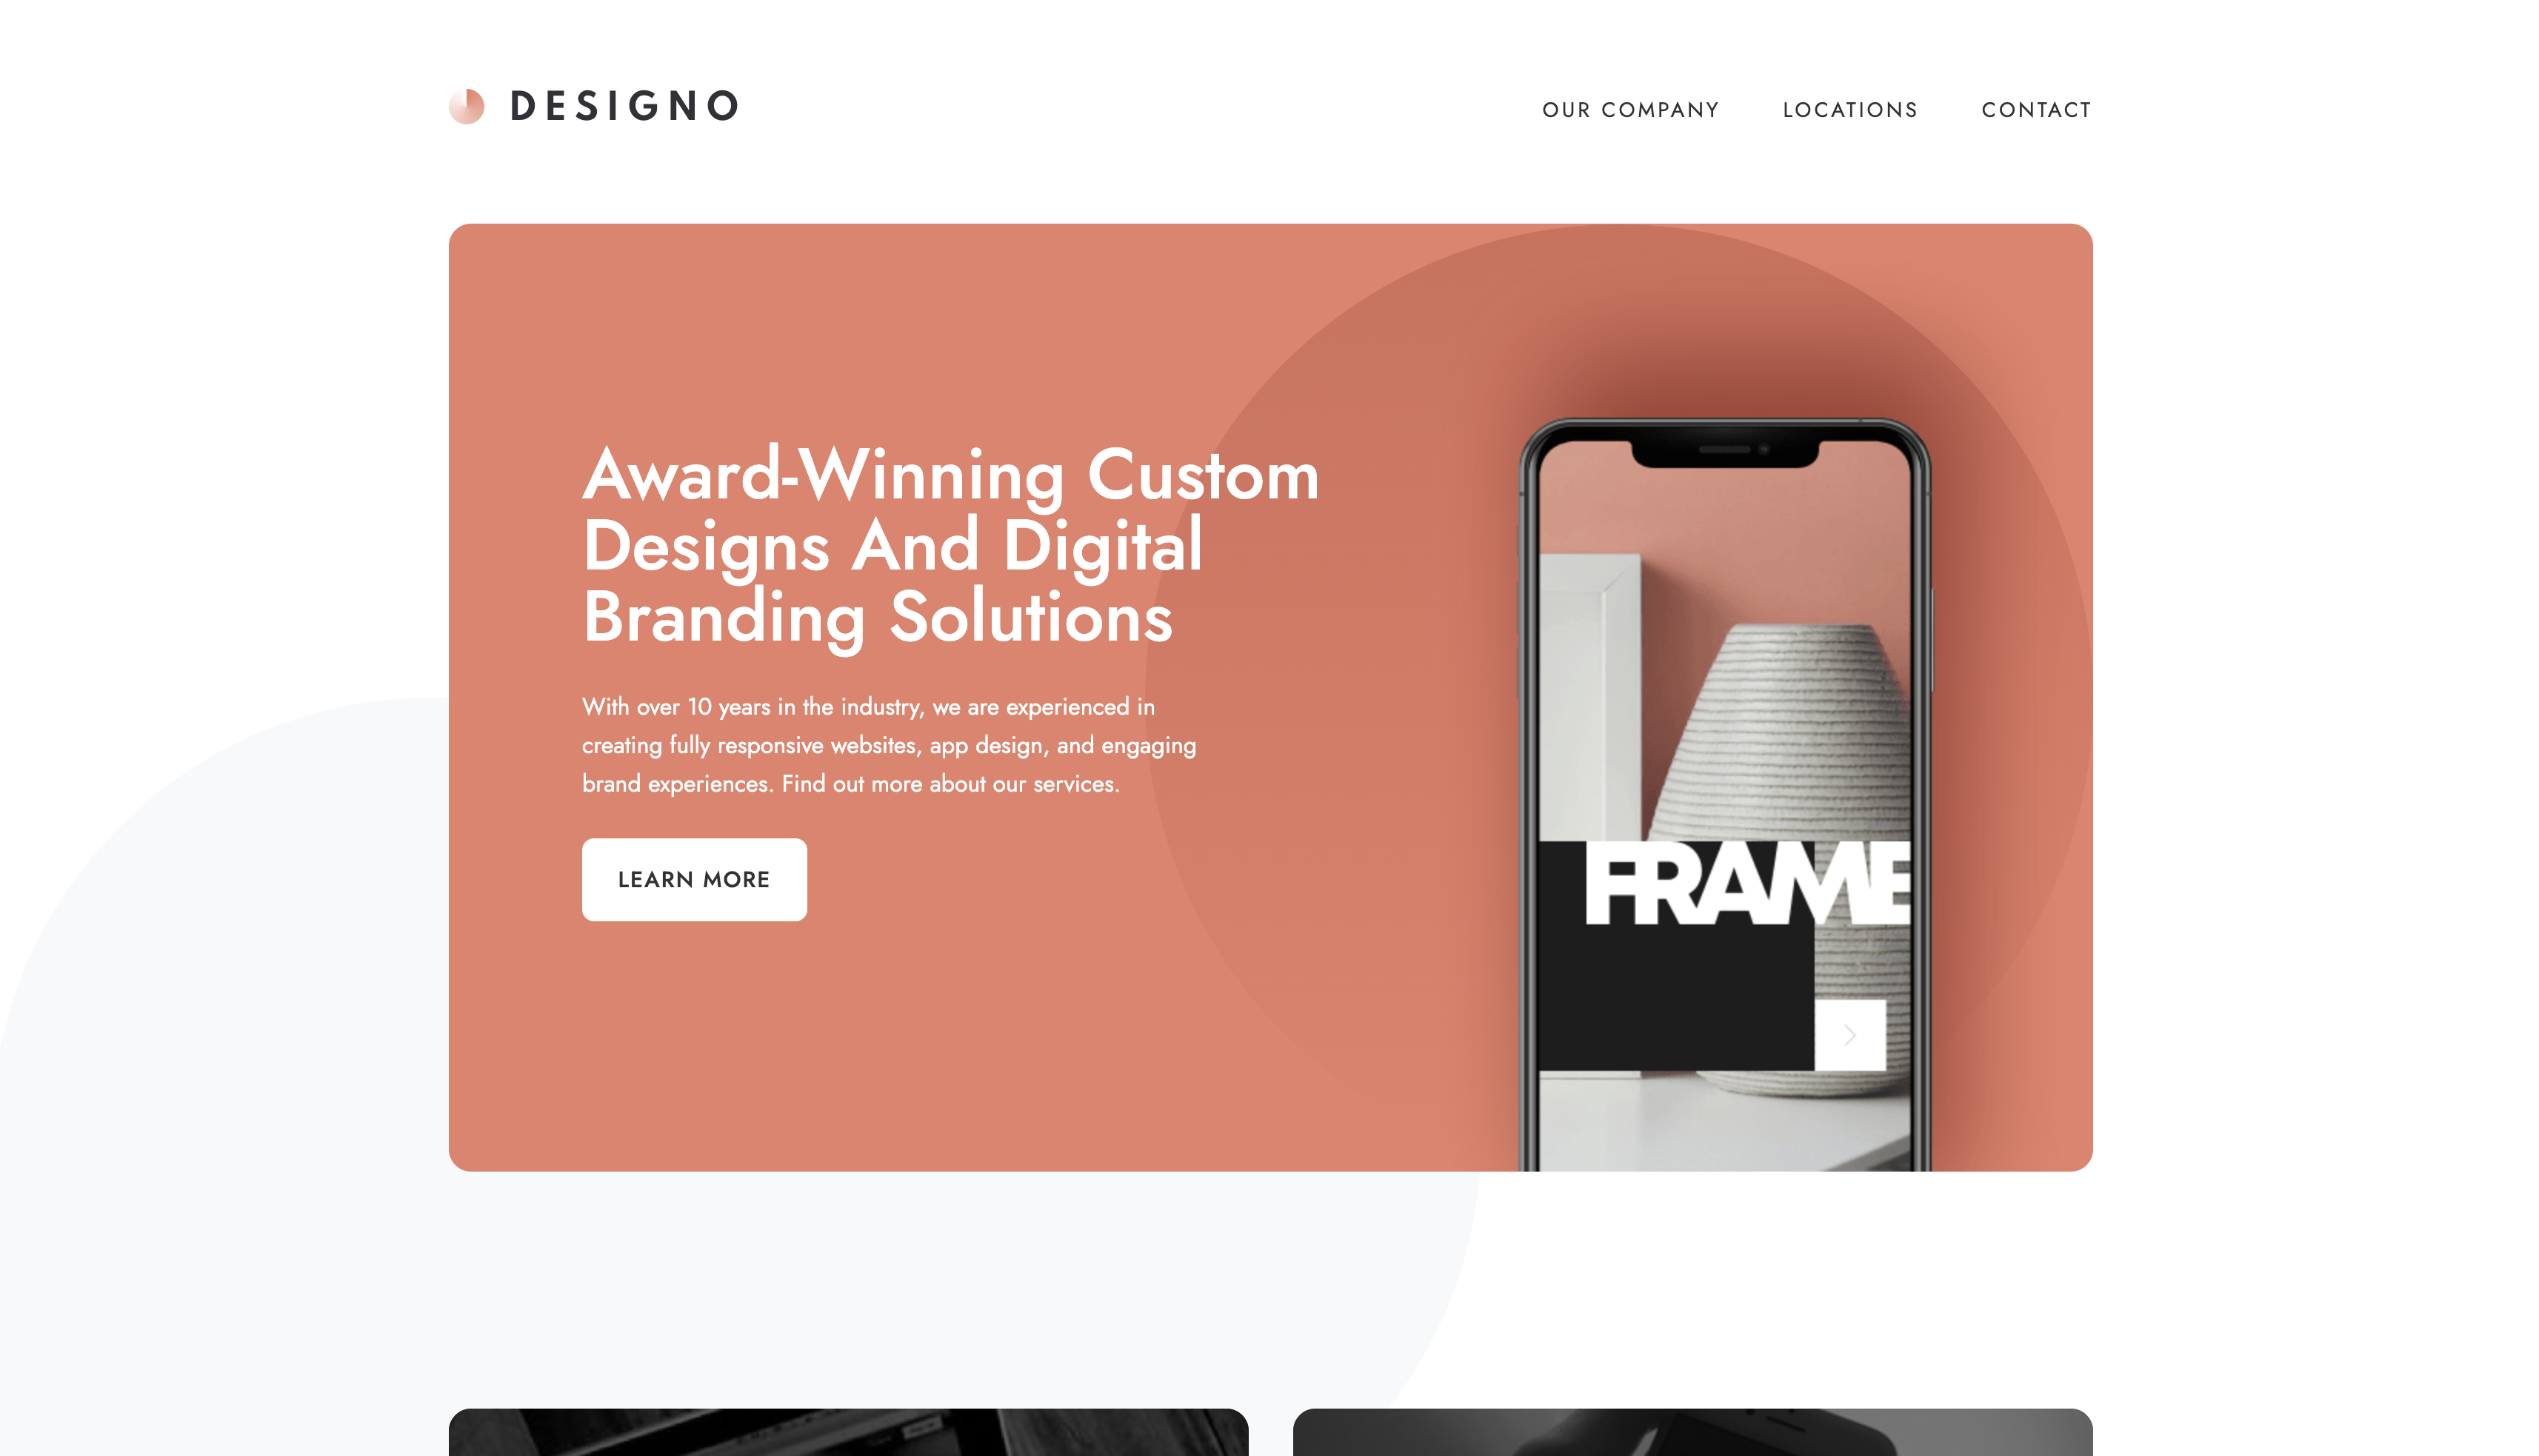 DESIGNO
OUR COMPANY LOCATIONS CONTACT
Award-Winning Custom
Designs And Digital
Branding Solutions
With over 10 years in the industry, we are experienced in
creating fully responsive websites, app design, and engaging
brand experiences. Find out more about our services.
LEARN MORE
FRAME